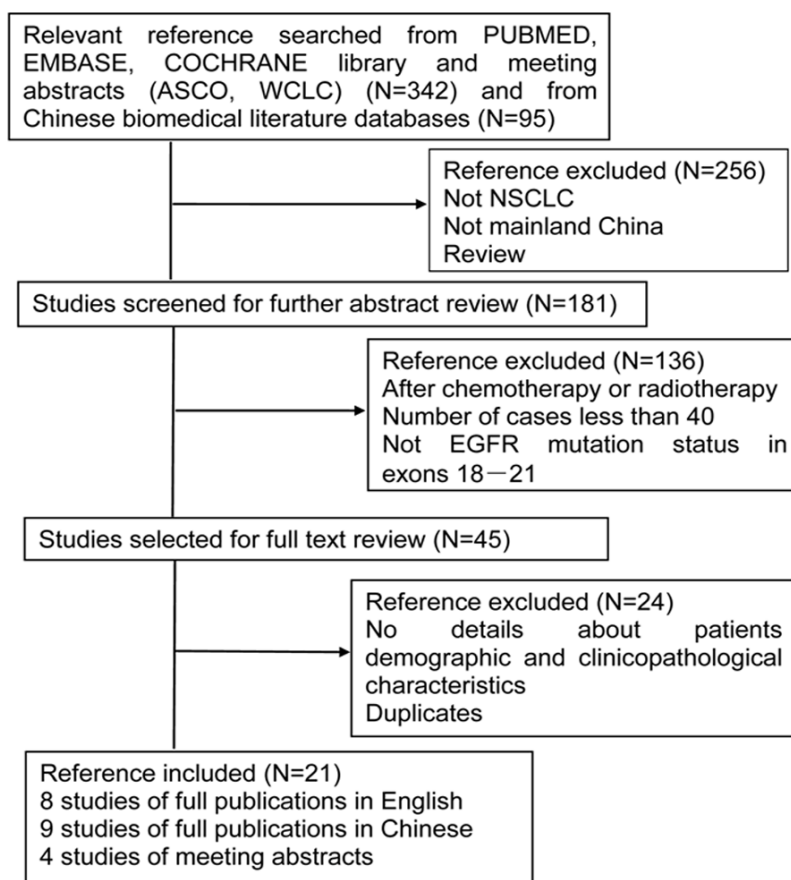 Relevant reference searched from PUBMED,
EMBASE, COCHRANE library and meeting
abstracts (ASCO, WCLC) (N=342) and from
Chinese biomedical literature databases (N=95)
Reference excluded (N=256)
Not NSCLC
Not mainland China
Review
Studies screened for further abstract review (N=181)
Reference excluded (N=136)
After chemotherapy or radiotherapy
Number of cases less than 40
Not EGFR mutation status in
exons 18—21
Studies selected for full text review (N=45)
Reference excluded (N=24)
No details about patients
demographic and clinicopathological
characteristics
Duplicates
Reference included (N=21)
8 studies of full publications in English
9 studies of full publications in Chinese
4 studies of meeting abstracts